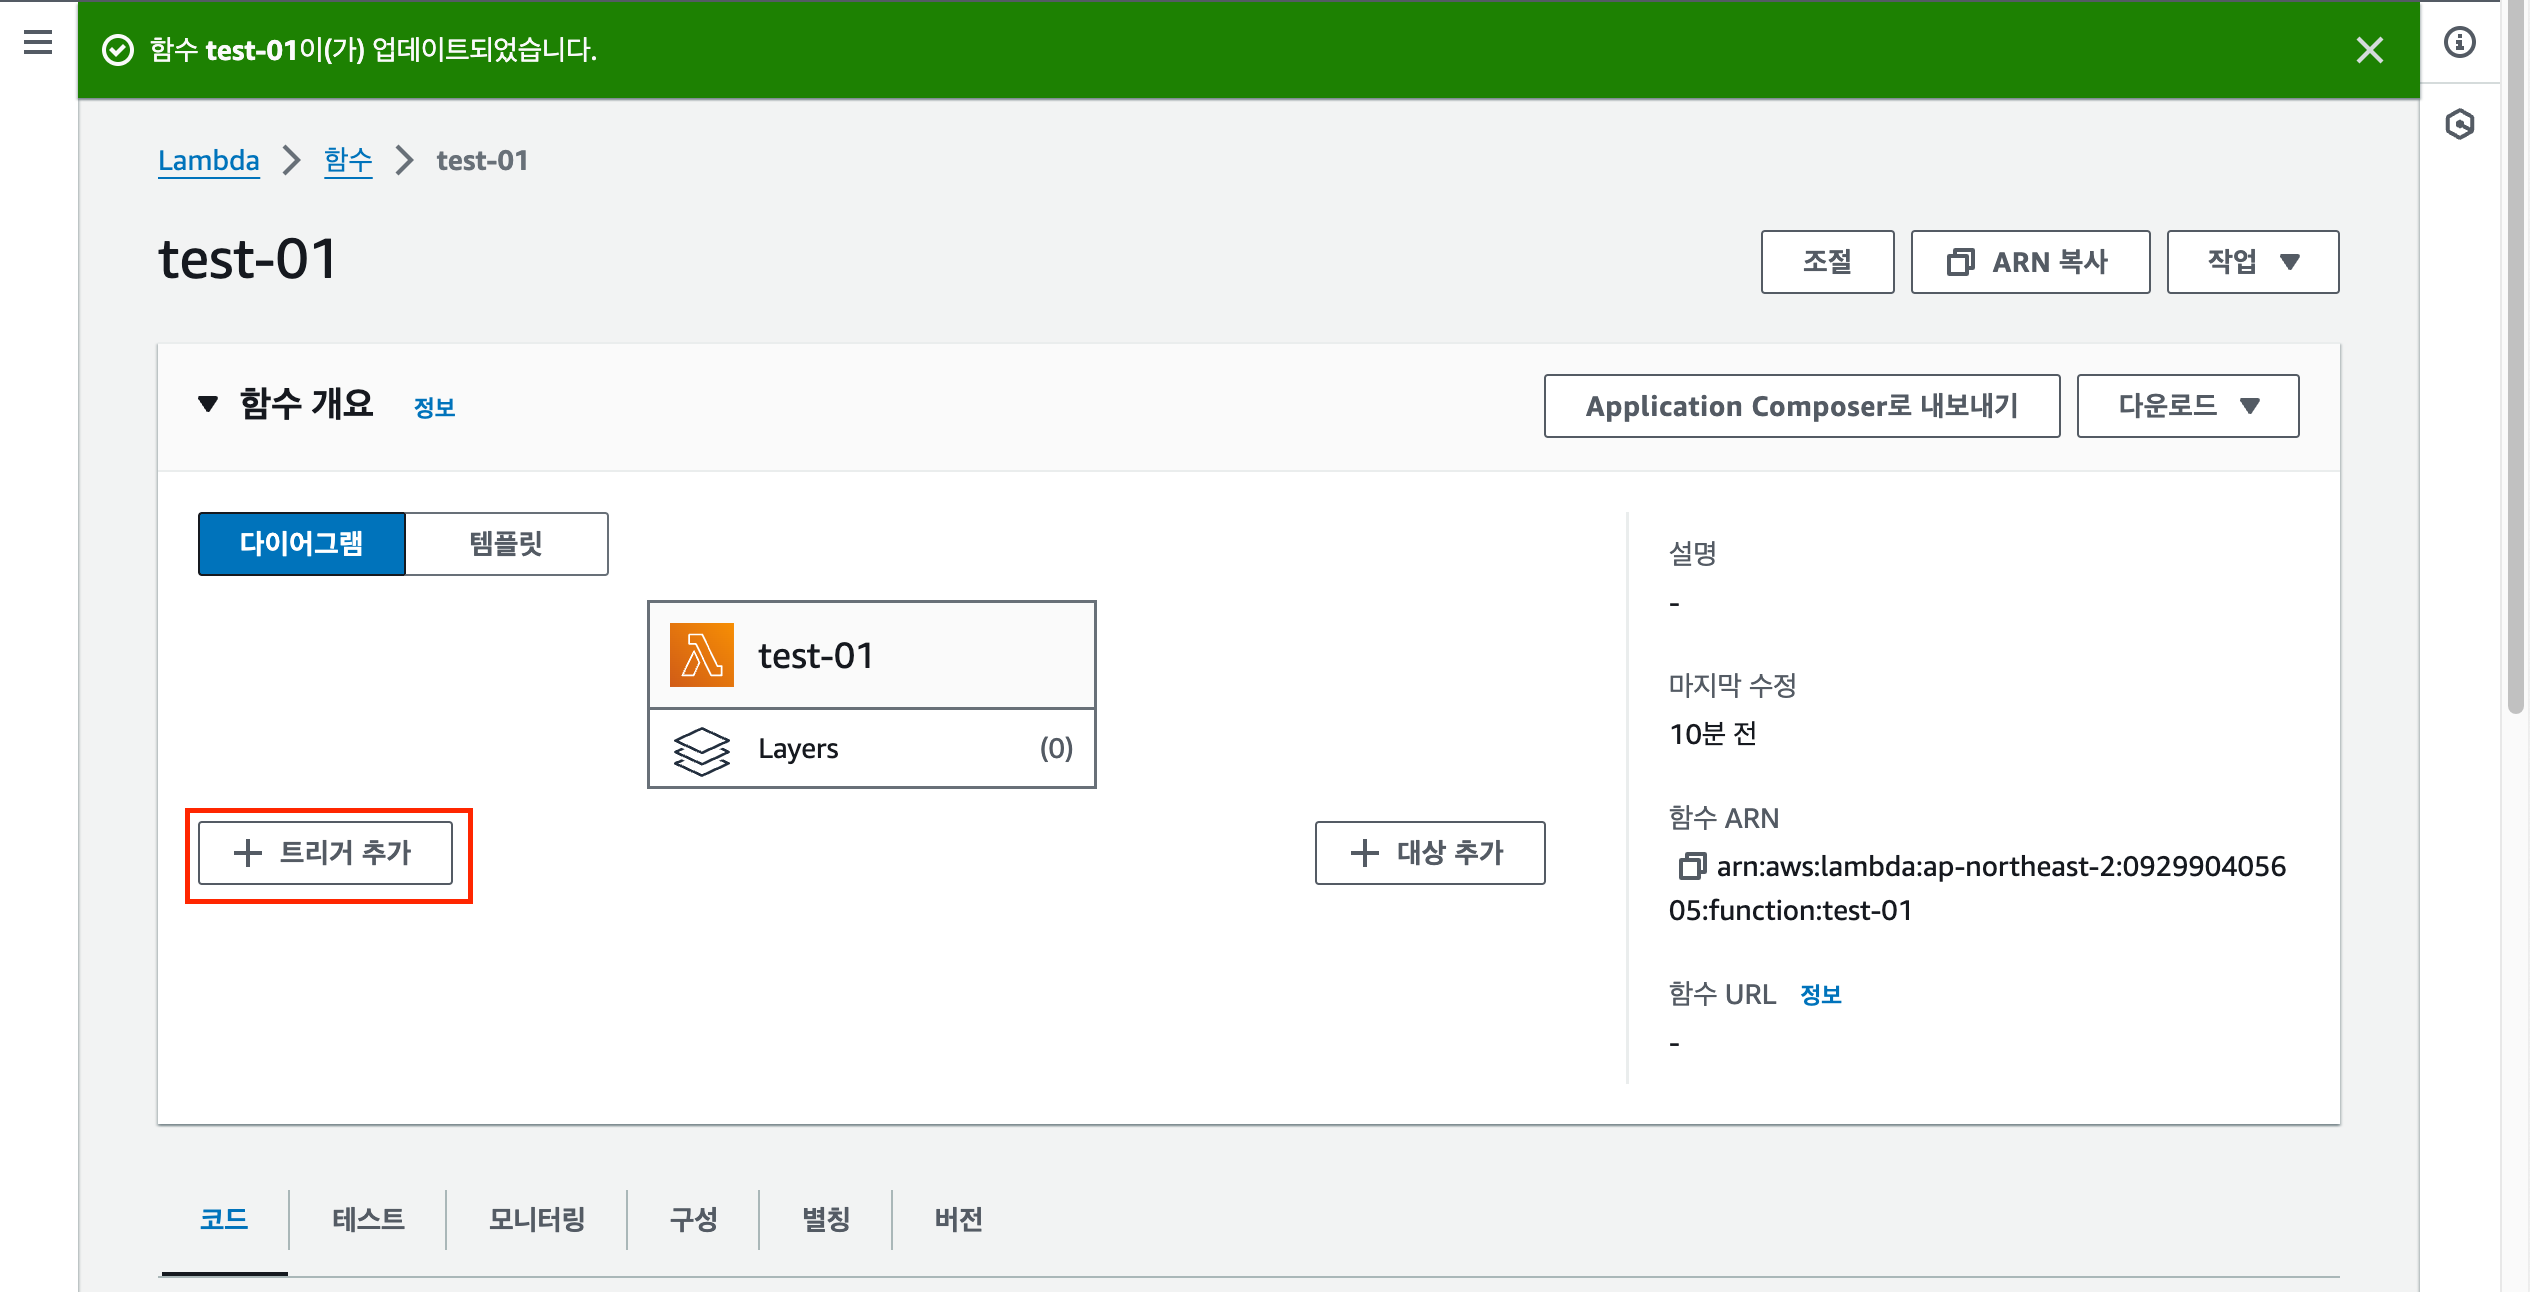 함수 test-01이(가) 업데이트되었습니다.
Lambda 함수 test-01
test-01
조절 ARN 복사 작업
함수 개요 정보
Application Composer로 내보내기 다운로드
다이어그램 템플릿
test-01
Layers (0)
트리거 추가
대상 추가
설명
-
마지막 수정
10분 전
함수 ARN
arn:aws:lambda:ap-northeast-2:0929904056
05:function:test-01
함수 URL 정보
-
코드 테스트 모니터링 구성 별칭 버전